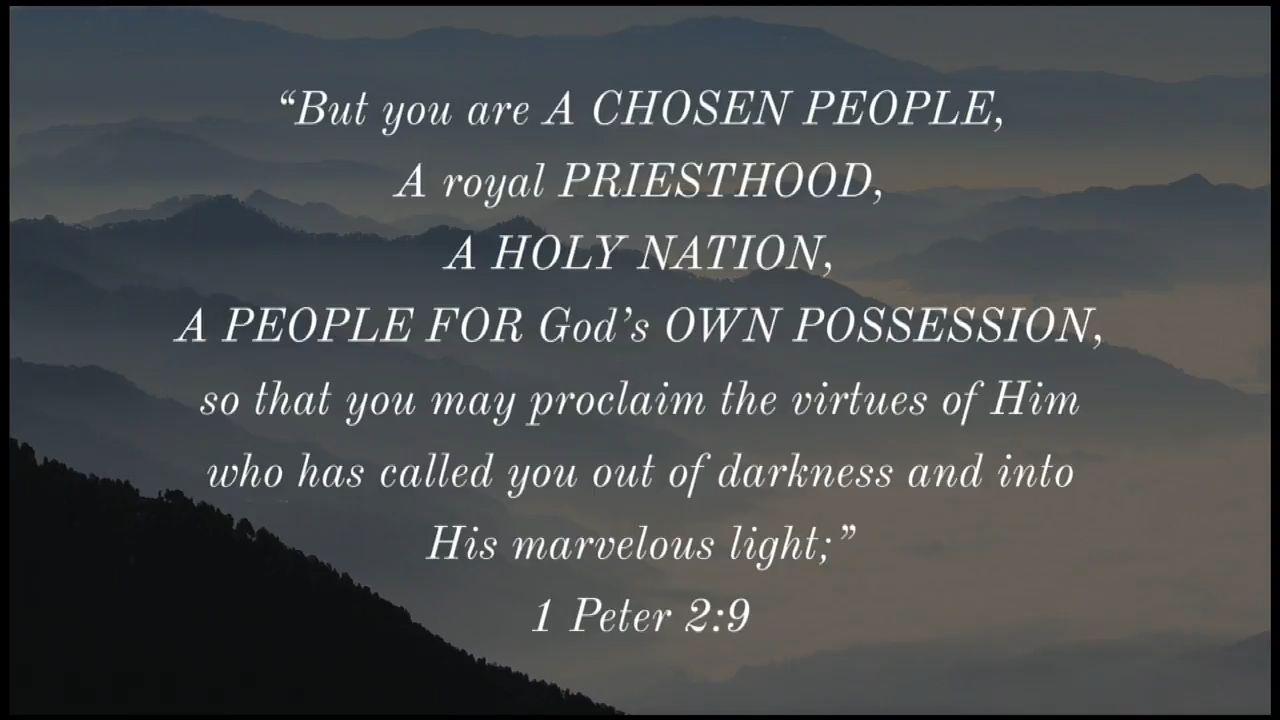 “But you are A CHOSEN PEOPLE,
A royal PRIESTHOOD,
A HOLY NATION,
A PEOPLE FOR God’s OWN POSSESSION,
so that you may proclaim the virtues of Him
who has called you out of darkness and into
His marvelous light;”
1 Peter 2:9